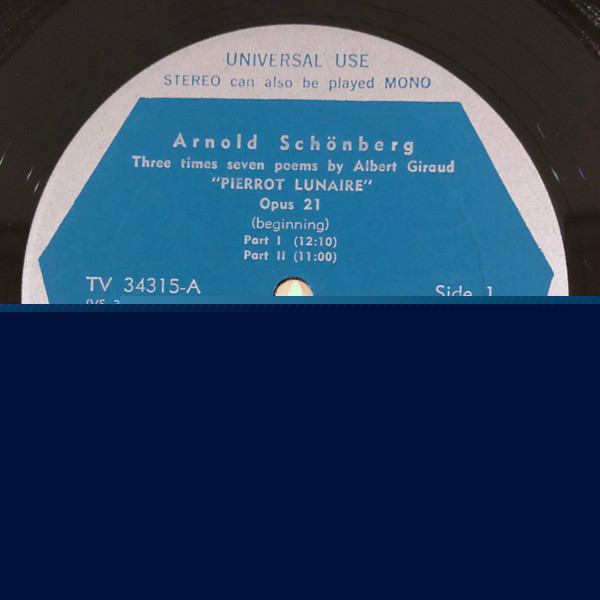 UNIVERSAL USE
STEREO can also be played MONO
Arnold Schönberg
Three times seven poems by Albert Giraud
"PIERROT LUNAIRE"
Opus 21
(beginning)
Part I (12:10)
Part II (11:00)
TV 34315-A
Side 1